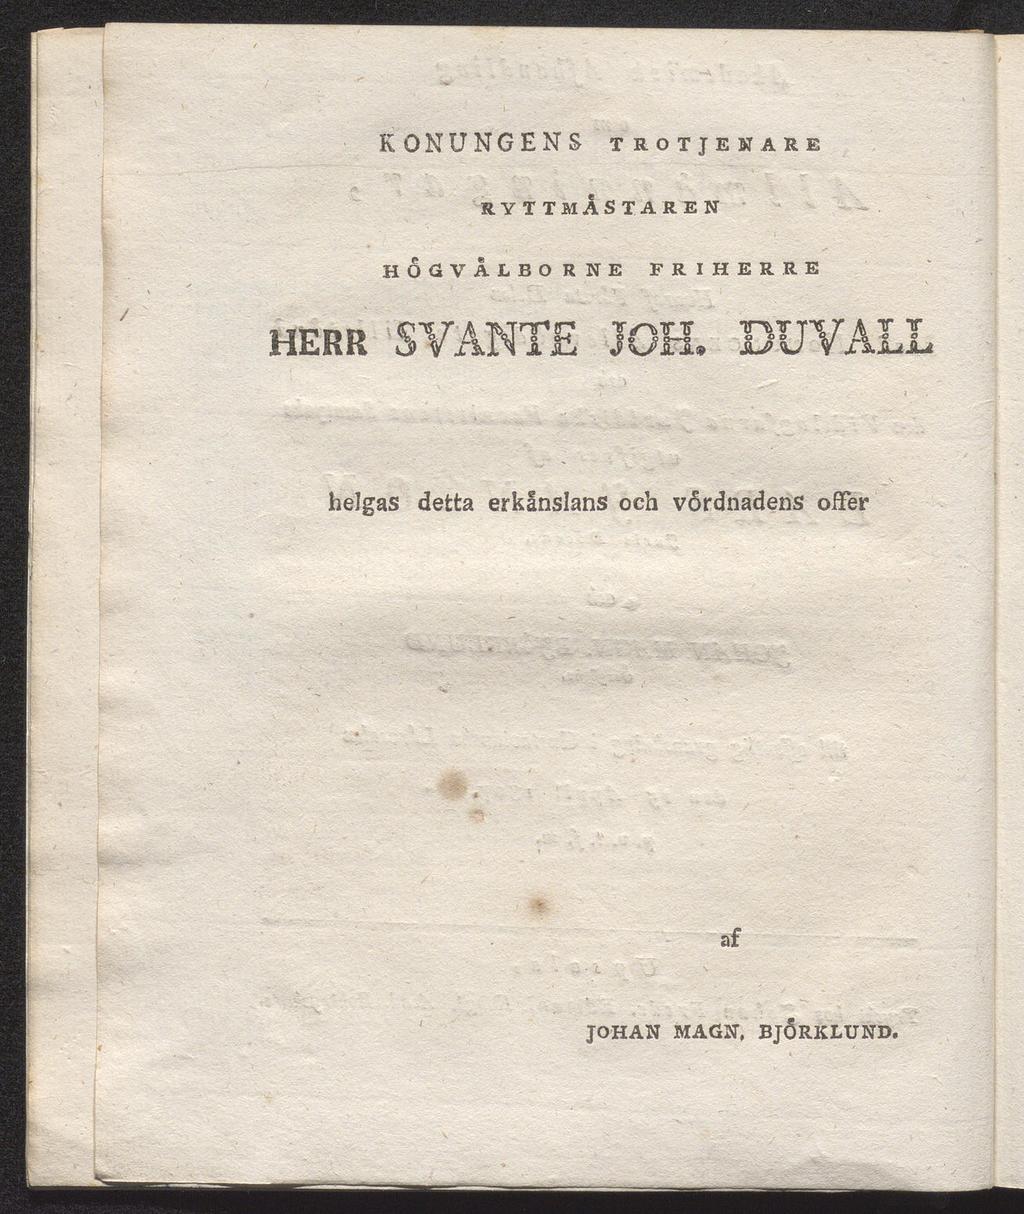 KONUNGENS TROTJENARE
RYTTMÅSTAREN
HÖGVÅLBORNE FRIHERRE
HERR SVANTE JOH. DUVALL
helgas detta erkånslans och vördnadens offer
af
JOHAN MAGN. BJÖRKLUND.